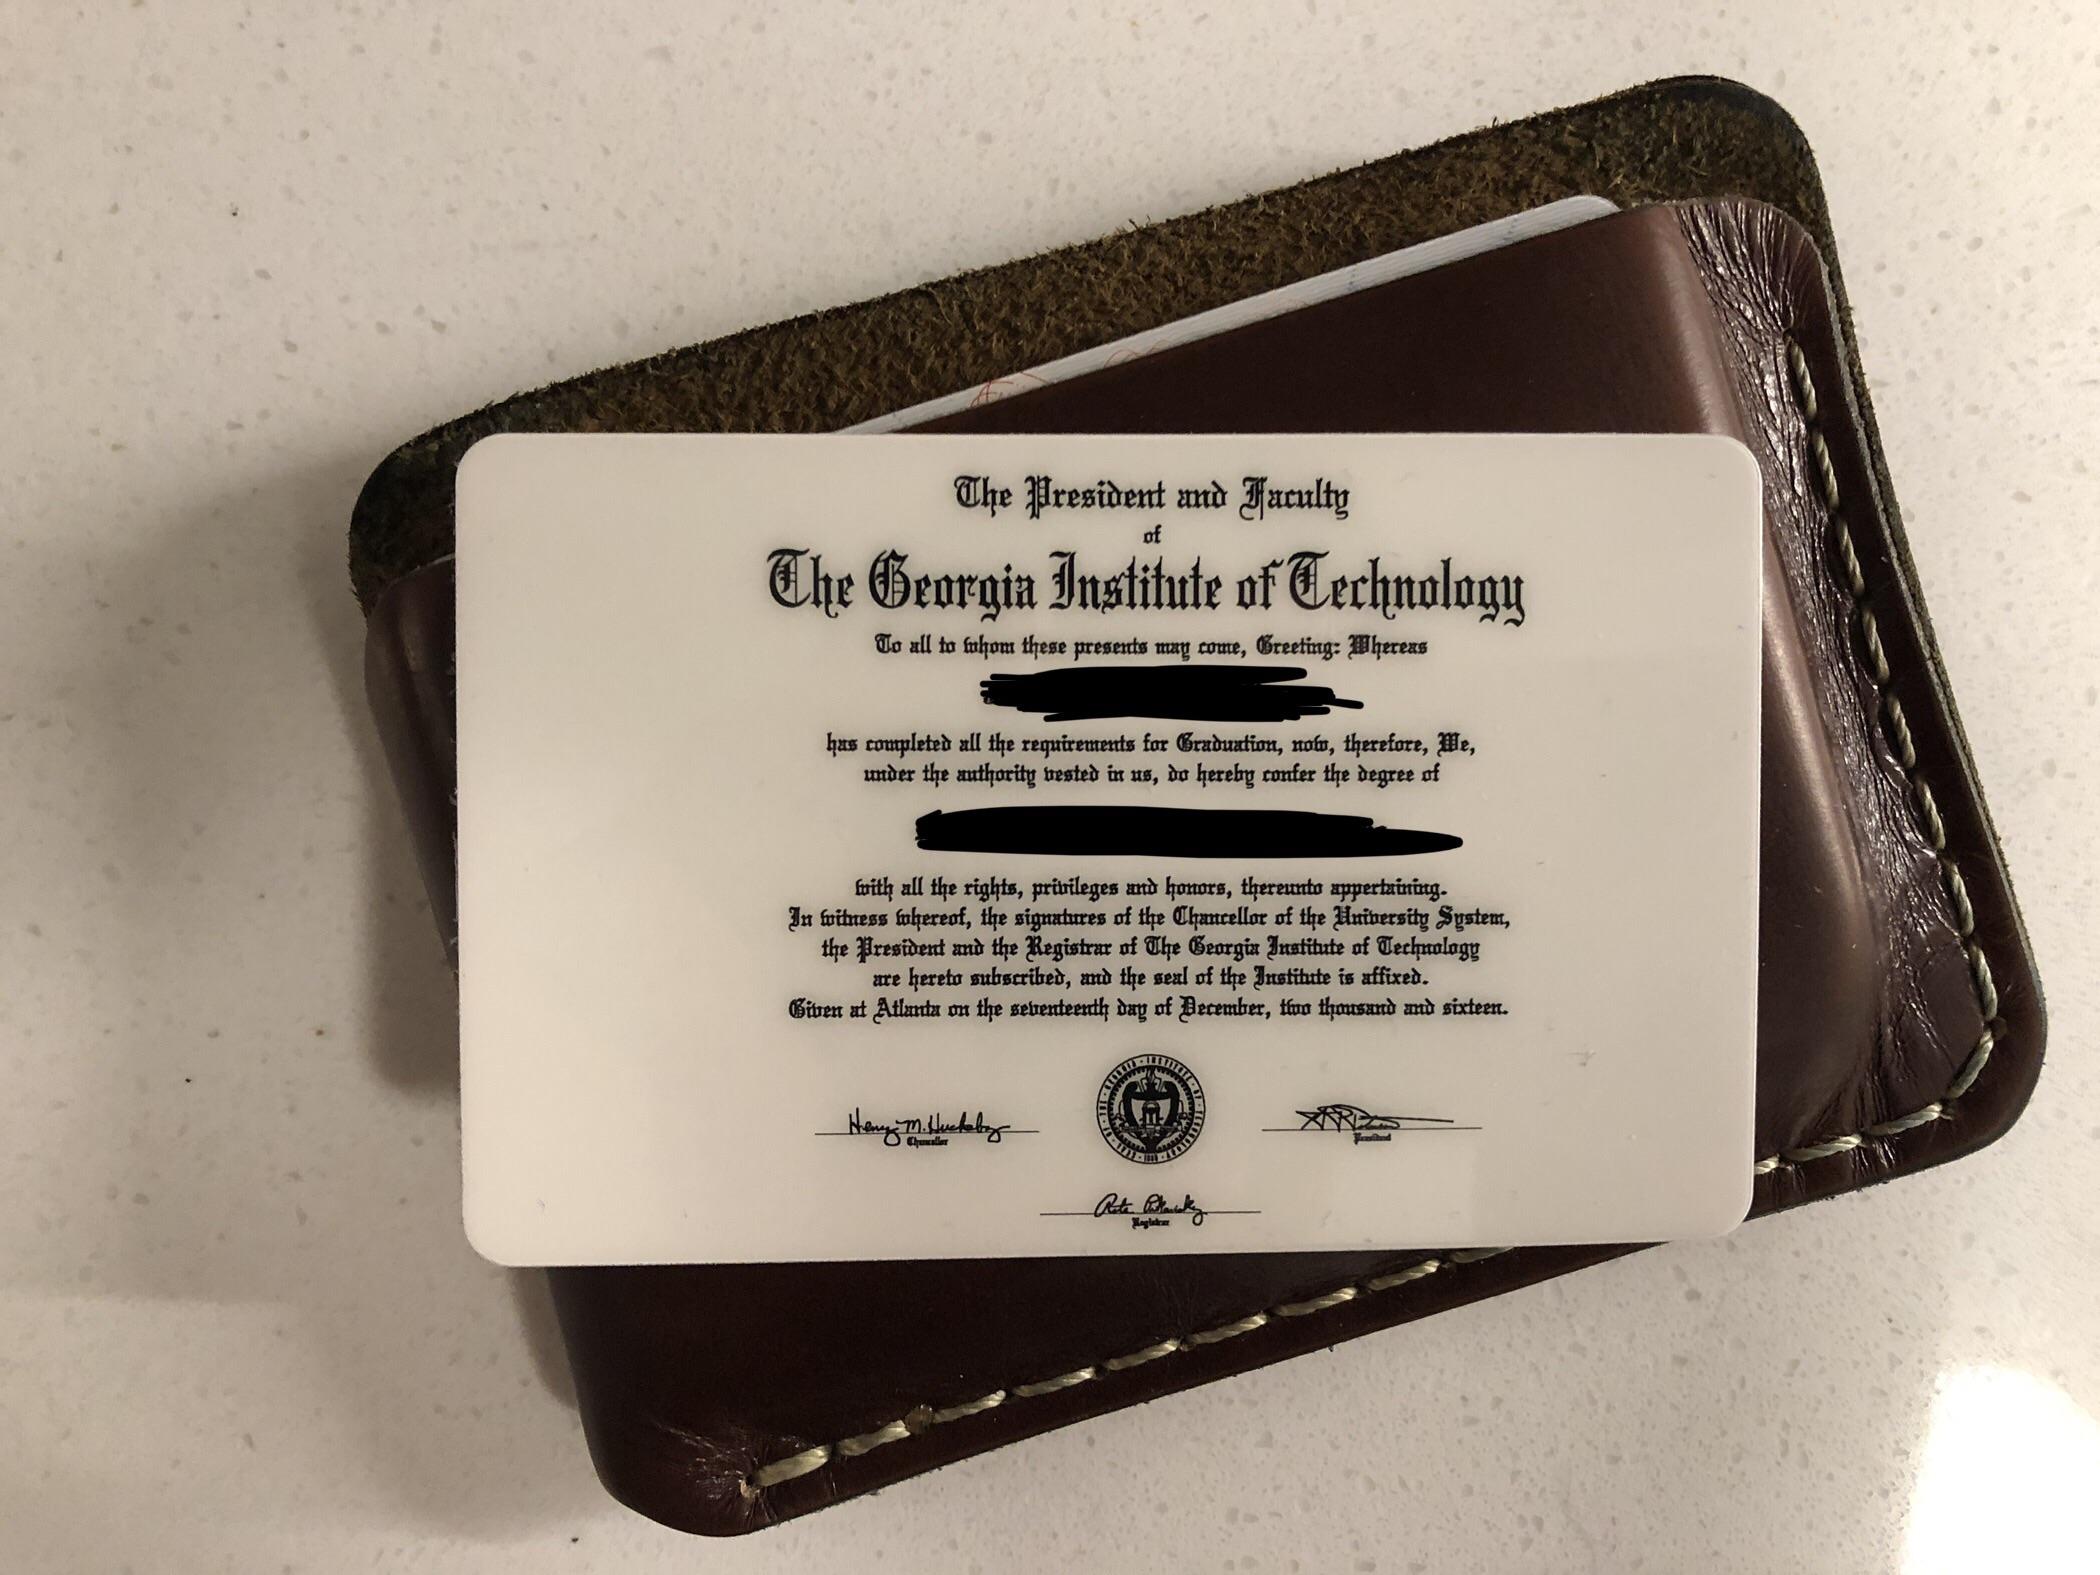 The President and Faculty
of
The Georgia Institute of Technology
To all to whom these presents may come, Greeting: Whereas
has completed all the requirements for Graduation, now, therefore, We,
under the authority vested in us, do hereby confer the degree of
with all the rights, privileges and honors, thereunto appertaining.
In witness whereof, the signatures of the Chancellor of the University System,
the President and the Registrar of The Georgia Institute of Technology
are hereto subscribed, and the seal of the Institute is affixed.
Given at Atlanta on the seventeenth day of December, two thousand and sixteen.
Henry M. Huckaby
Chancellor
President
Registrar